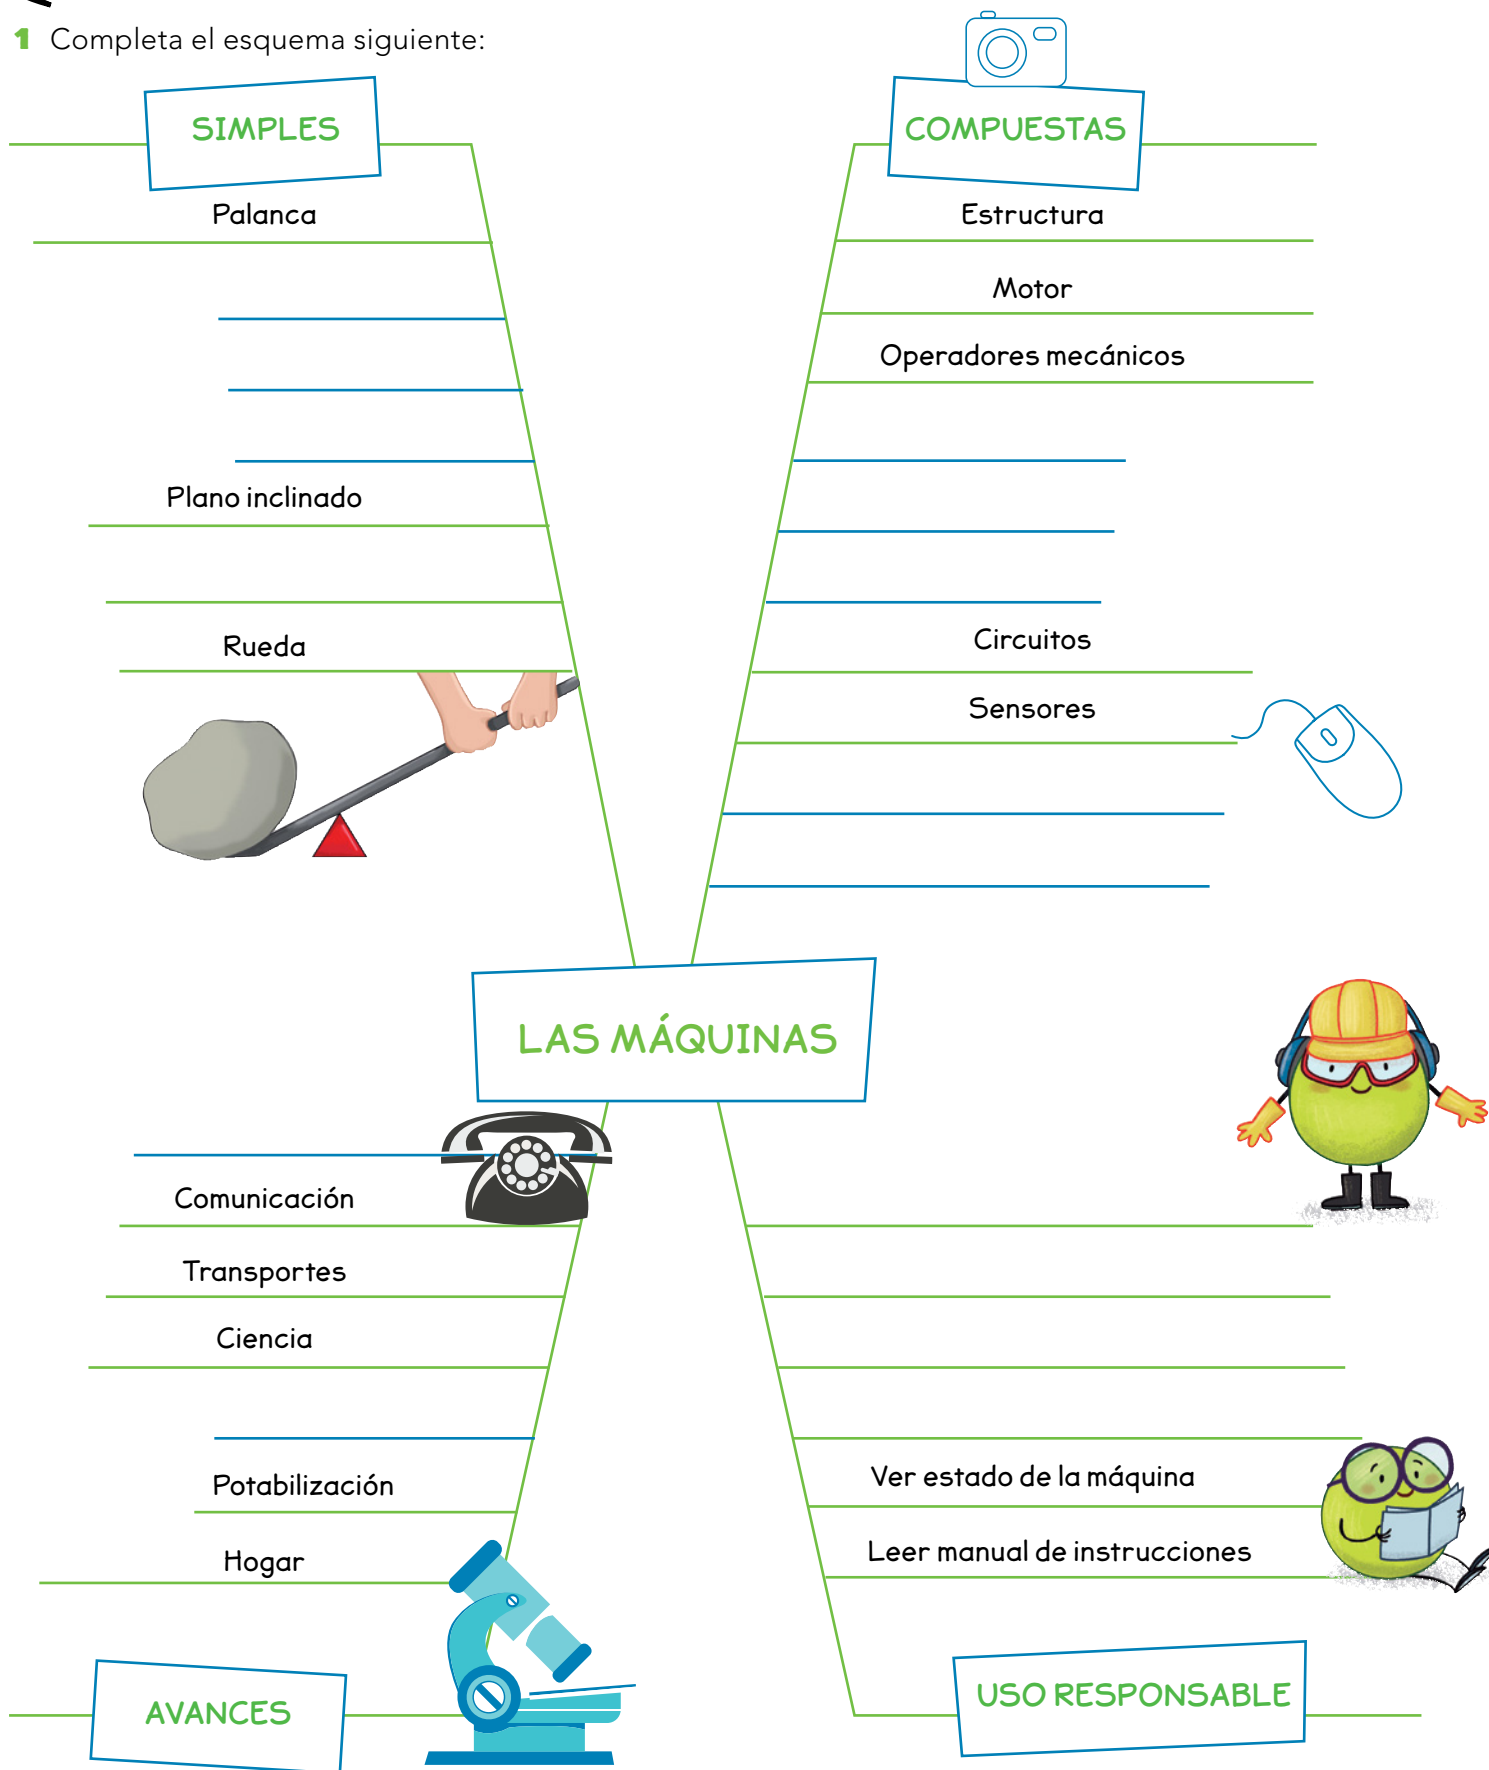 1 Completa el esquema siguiente:
SIMPLES
Palanca
Plano inclinado
Rueda
COMPUESTAS
Estructura
Motor
Operadores mecánicos
Circuitos
Sensores
LAS MÁQUINAS
Comunicación
Transportes
Ciencia
Potabilización
Hogar
AVANCES
Ver estado de la máquina
Leer manual de instrucciones
USO RESPONSABLE